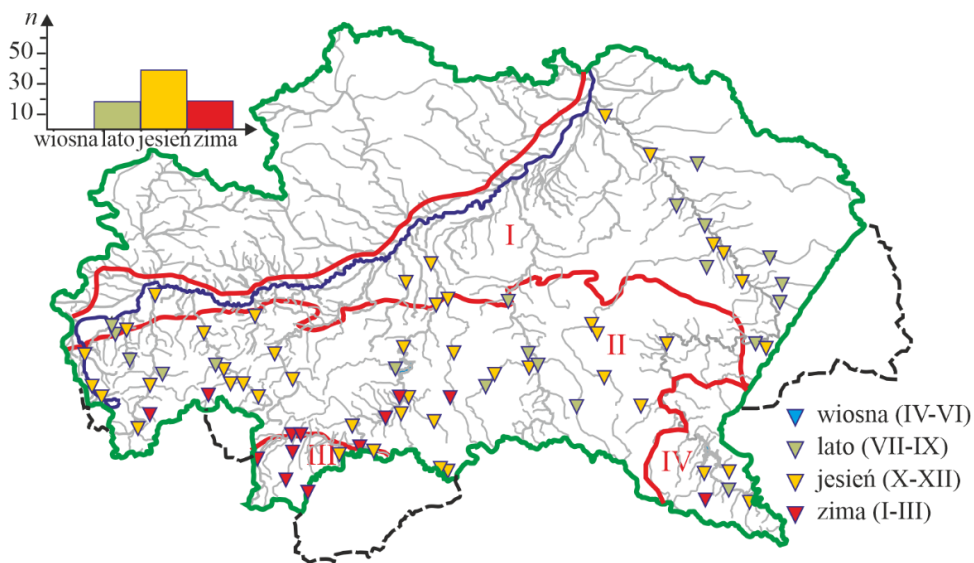 n
50
30
10
wiosna lato jesień zima
I
II
III
IV
wiosna (IV-VI)
lato (VII-IX)
jesień (X-XII)
zima (I-III)